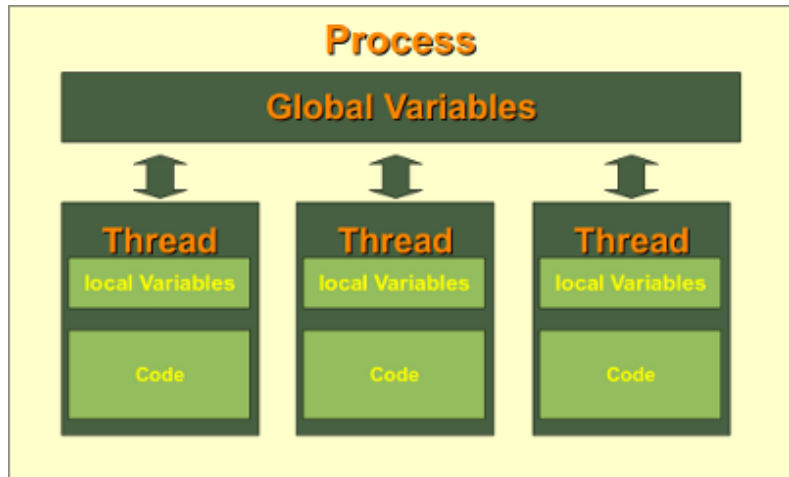 Process
Global Variables
Thread
Thread
Thread
local Variables
local Variables
local Variables
Code
Code
Code